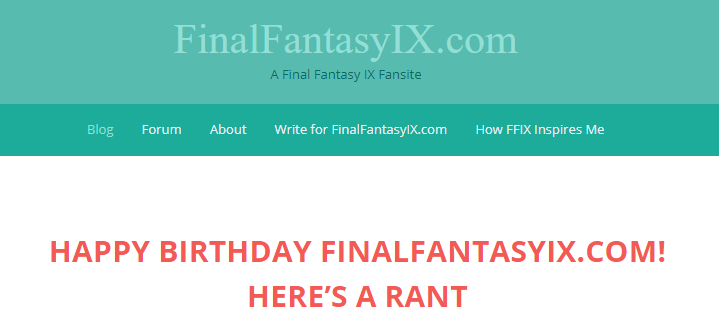 FinalFantasyIX.com
A Final Fantasy IX Fansite
Blog Forum About Write for FinalFantasyIX.com How FFIX Inspires Me
HAPPY BIRTHDAY FINALFANTASYIX.COM!
HERE’S A RANT